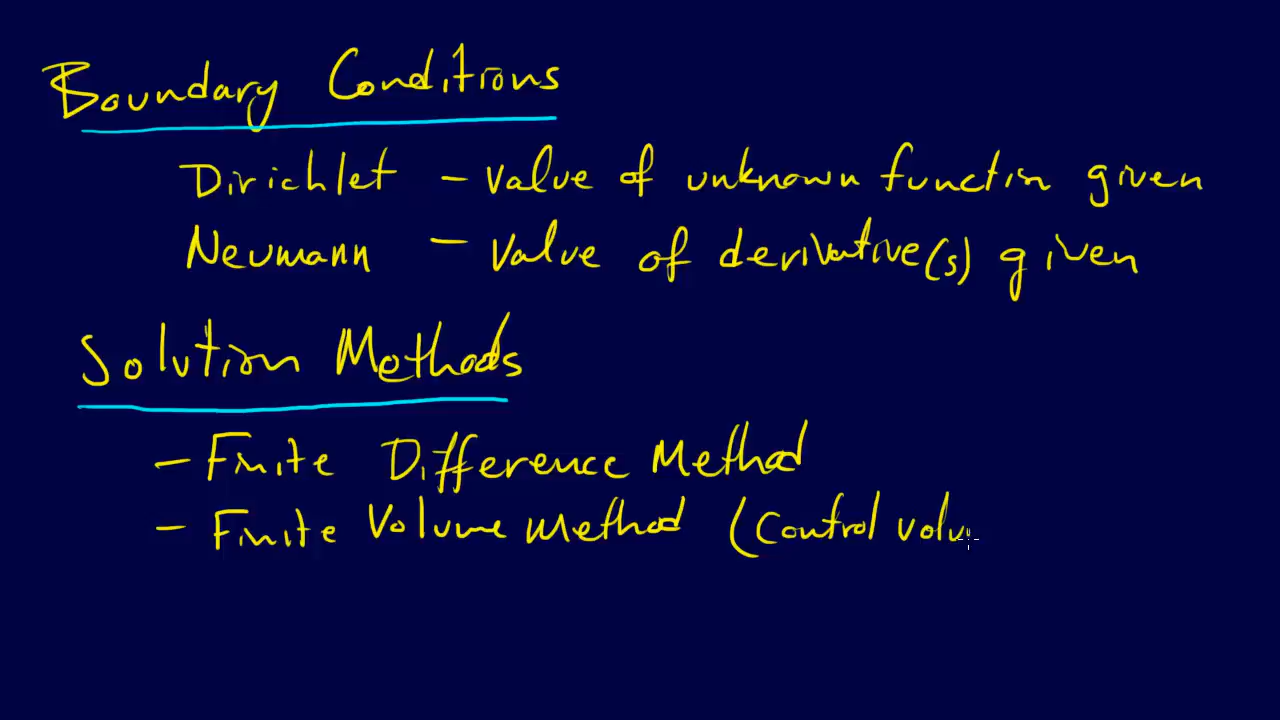 Boundary Conditions
Dirichlet – value of unknown function given
Neumann – value of derivative(s) given
Solution Methods
– Finite Difference Method
– Finite Volume Method (Control volu